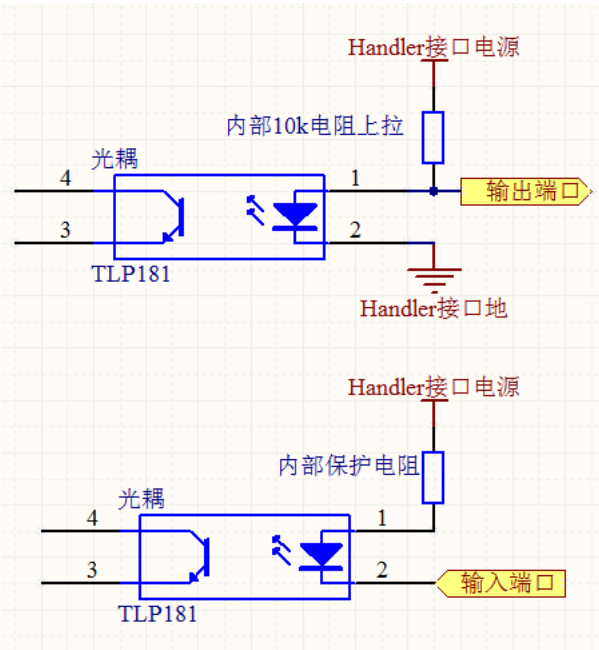 Handler接口电源
内部10k电阻上拉
光耦
4
1
输出端口
3
2
TLP181
Handler接口地
Handler接口电源
内部保护电阻
光耦
4
1
3
2
输入端口
TLP181